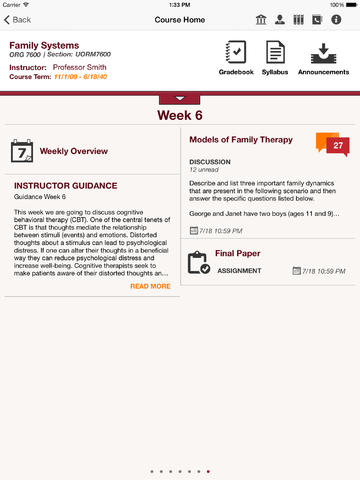 iPad
1:33 PM
100%
Back
Course Home
Family Systems
ORG 7600 | Section: UORM7600
Instructor: Professor Smith
Course Term: 11/1/09 - 6/18/40
Gradebook
Syllabus
Announcements
Week 6
7
Weekly Overview
INSTRUCTOR GUIDANCE
Guidance Week 6
This week we are going to discuss cognitive
behavioral therapy (CBT). One of the central tenets of
CBT is that thoughts mediate the relationship
between stimuli (events) and emotions. Distorted
thoughts about a stimulus can lead to psychological
distress. If one can alter their thoughts in a beneficial
way they can reduce psychological distress and
increase well-being. Cognitive therapists seek to
make patients aware of their distorted thoughts an...
READ MORE
Models of Family Therapy
27
DISCUSSION
12 unread
Describe and list three important family dynamics
that are present in the following scenario and then
answer the specific questions listed below.
George and Janet have two boys (ages 11 and 9)...
7/18 10:59 PM
Final Paper
ASSIGNMENT
7/18 10:59 PM